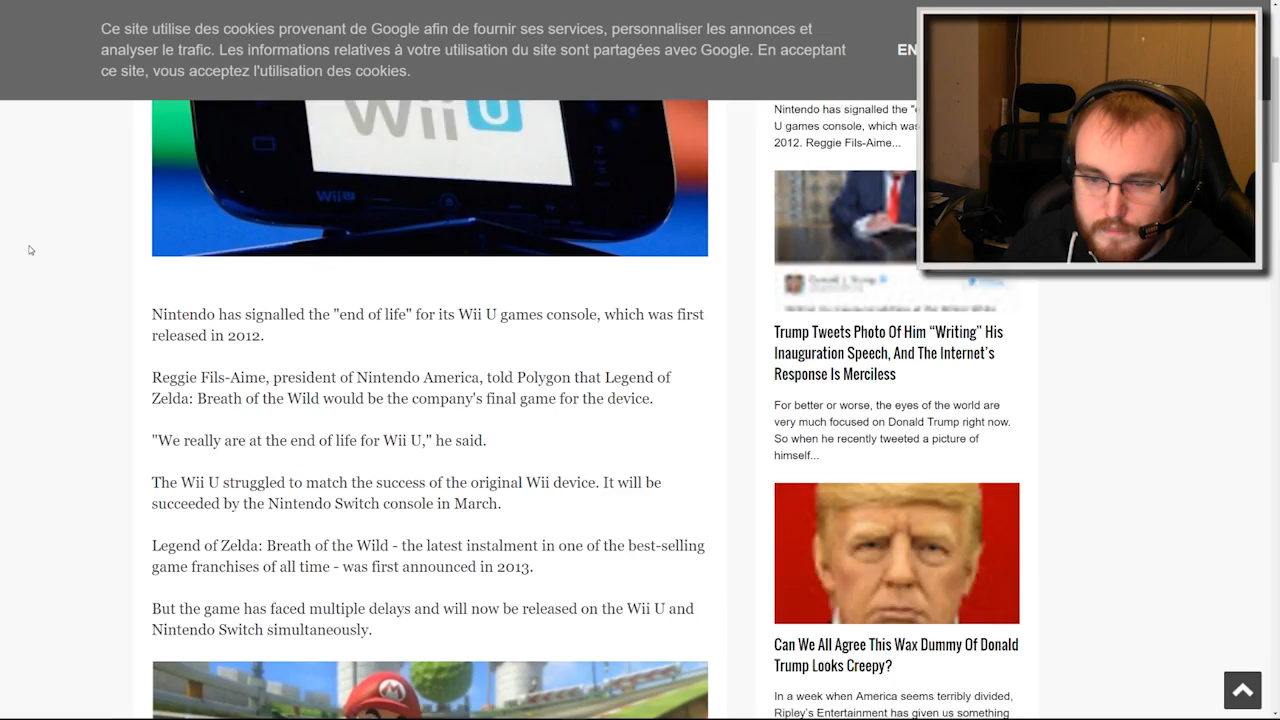 Ce site utilise des cookies provenant de Google afin de fournir ses services, personnaliser les annonces et
analyser le trafic. Les informations relatives à votre utilisation du site sont partagées avec Google. En acceptant
ce site, vous acceptez l'utilisation des cookies.
EN
Wii U
WiiU
Nintendo has signalled the "end of life" for its Wii U games console, which was first
released in 2012.
Reggie Fils-Aime, president of Nintendo America, told Polygon that Legend of
Zelda: Breath of the Wild would be the company's final game for the device.
"We really are at the end of life for Wii U," he said.
The Wii U struggled to match the success of the original Wii device. It will be
succeeded by the Nintendo Switch console in March.
Legend of Zelda: Breath of the Wild - the latest instalment in one of the best-selling
game franchises of all time - was first announced in 2013.
But the game has faced multiple delays and will now be released on the Wii U and
Nintendo Switch simultaneously.
M
Nintendo has signalled the "
U games console, which was
2012. Reggie Fils-Aime...
Donald J. Trump
Trump Tweets Photo Of Him “Writing” His
Inauguration Speech, And The Internet’s
Response Is Merciless
For better or worse, the eyes of the world are
very much focused on Donald Trump right now.
So when he recently tweeted a picture of
himself...
Can We All Agree This Wax Dummy Of Donald
Trump Looks Creepy?
In a week when America seems terribly divided,
Ripley’s Entertainment has given us something